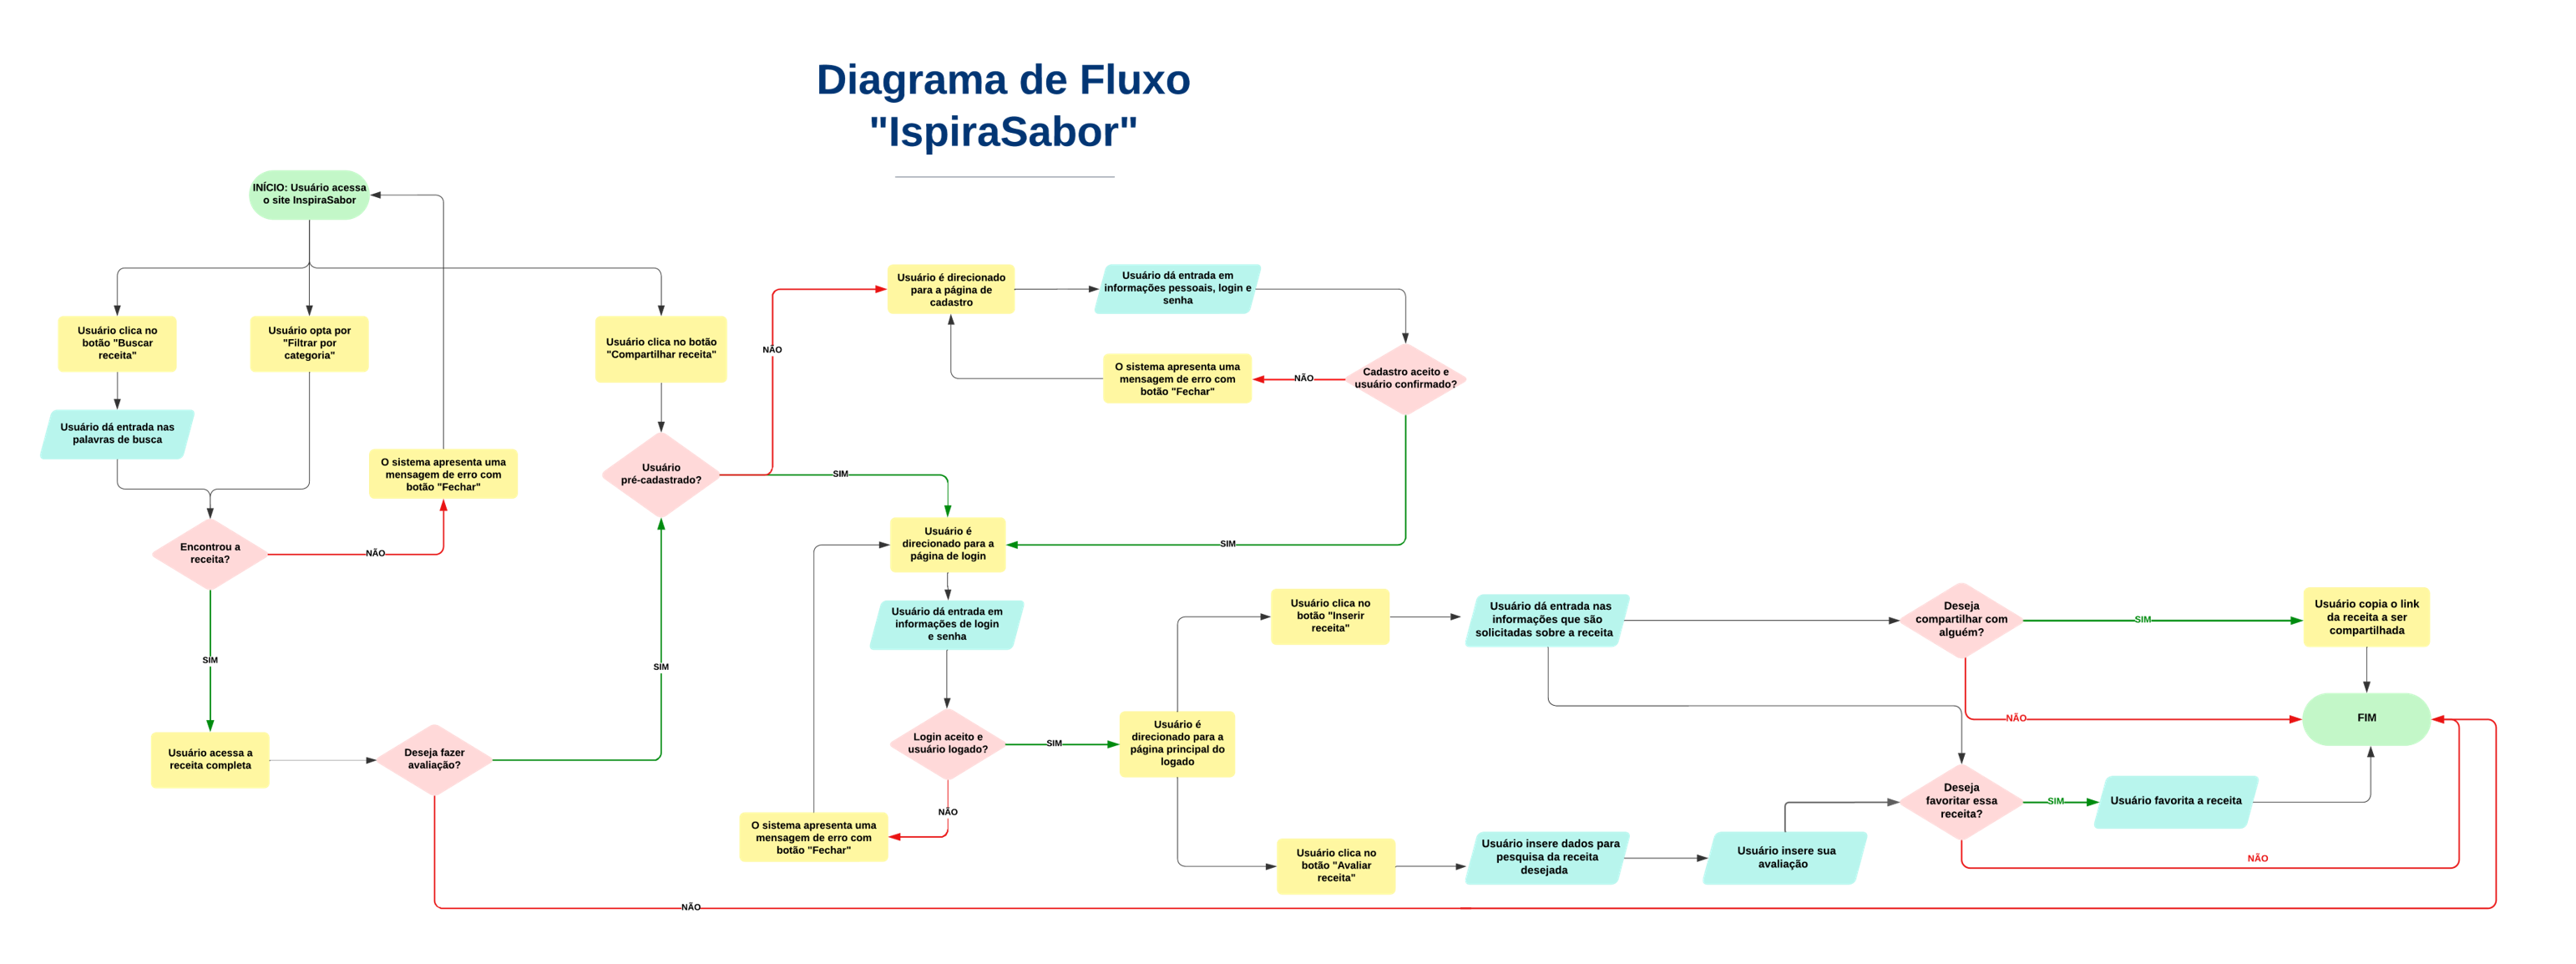 Diagrama de Fluxo
"IspiraSabor"
INÍCIO: Usuário acessa
o site InspiraSabor
Usuário clica no
botão "Buscar
receita"
Usuário opta por
"Filtrar por
categoria"
Usuário clica no botão
"Compartilhar receita"
Usuário dá entrada nas
palavras de busca
O sistema apresenta uma
mensagem de erro com
botão "Fechar"
Encontrou a
receita?
NÃO
SIM
Usuário acessa a
receita completa
Deseja fazer
avaliação?
SIM
NÃO
Usuário
pré-cadastrado?
NÃO
SIM
Usuário é direcionado
para a página de
cadastro
Usuário dá entrada em
informações pessoais, login e
senha
Cadastro aceito e
usuário confirmado?
NÃO
O sistema apresenta uma
mensagem de erro com
botão "Fechar"
SIM
Usuário é
direcionado para a
página de login
Usuário dá entrada em
informações de login
e senha
Login aceito e
usuário logado?
NÃO
O sistema apresenta uma
mensagem de erro com
botão "Fechar"
SIM
Usuário é
direcionado para a
página principal do
logado
Usuário clica no
botão "Inserir
receita"
Usuário dá entrada nas
informações que são
solicitadas sobre a receita
Deseja
compartilhar com
alguém?
SIM
Usuário copia o link
da receita a ser
compartilhada
NÃO
FIM
Usuário clica no
botão "Avaliar
receita"
Usuário insere dados para
pesquisa da receita
desejada
Usuário insere sua
avaliação
Deseja
favoritar essa
receita?
SIM
Usuário favorita a receita
NÃO